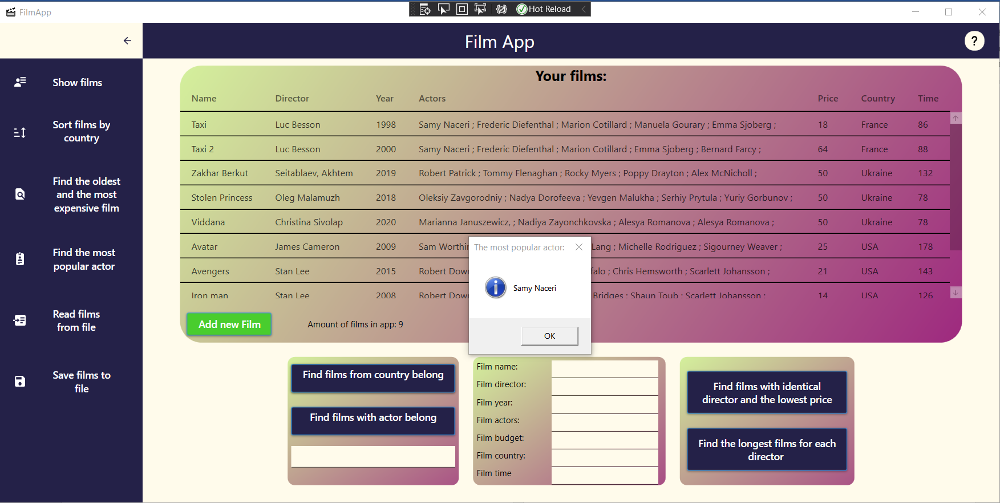 FilmApp
Hot Reload
Film App
?
Show films
Sort films by
country
Find the oldest
and the most
expensive film
Find the most
popular actor
Read films
from file
Save films to
file
Your films:
Name Director Year Actors Price Country Time
Taxi Luc Besson 1998 Samy Naceri ; Frederic Diefenthal ; Marion Cotillard ; Manuela Gourary ; Emma Sjoberg ; 18 France 86
Taxi 2 Luc Besson 2000 Samy Naceri ; Frederic Diefenthal ; Marion Cotillard ; Emma Sjoberg ; Bernard Farcy ; 64 France 88
Zakhar Berkut Seitablaev, Akhtem 2019 Robert Patrick ; Tommy Flenaghan ; Rocky Myers ; Poppy Drayton ; Alex McNicholl ; 50 Ukraine 132
Stolen Princess Oleg Malamuzh 2018 Oleksiy Zavgorodniy ; Nadya Dorofeeva ; Yevgen Malukha ; Serhiy Prytula ; Yuriy Gorbunov ; 50 Ukraine 78
Viddana Christina Sivolap 2020 Marianna Januszewicz, ; Nadiya Zayonchkovska ; Alesya Romanova ; Alesya Romanova ; 50 Ukraine 78
Avatar James Cameron 2009 Sam Worthin Lang ; Michelle Rodriguez ; Sigourney Weaver ; 25 USA 178
Avengers Stan Lee 2015 Robert Dow falo ; Chris Hemsworth ; Scarlett Johansson ; 21 USA 143
Iron man Stan Lee 2008 Robert Dow Bridges ; Shaun Toub ; Scarlett Johansson ; 14 USA 126
The most popular actor:
Samy Naceri
OK
Add new Film
Amount of films in app: 9
Find films from country belong
Find films with actor belong
Film name:
Film director:
Film year:
Film actors:
Film budget:
Film country:
Film time
Find films with identical
director and the lowest price
Find the longest films for each
director